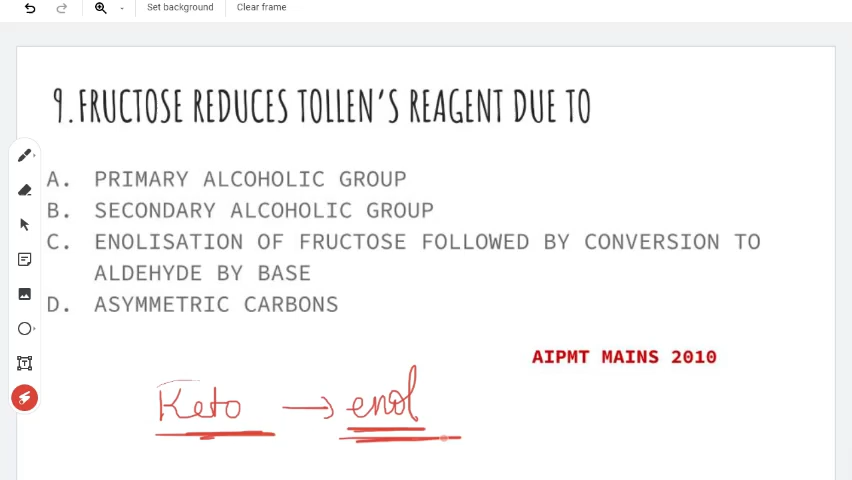 Set background Clear frame
9.FRUCTOSE REDUCES TOLLEN'S REAGENT DUE TO
A. PRIMARY ALCOHOLIC GROUP
B. SECONDARY ALCOHOLIC GROUP
C. ENOLISATION OF FRUCTOSE FOLLOWED BY CONVERSION TO
ALDEHYDE BY BASE
D. ASYMMETRIC CARBONS
AIPMT MAINS 2010
Keto → enol